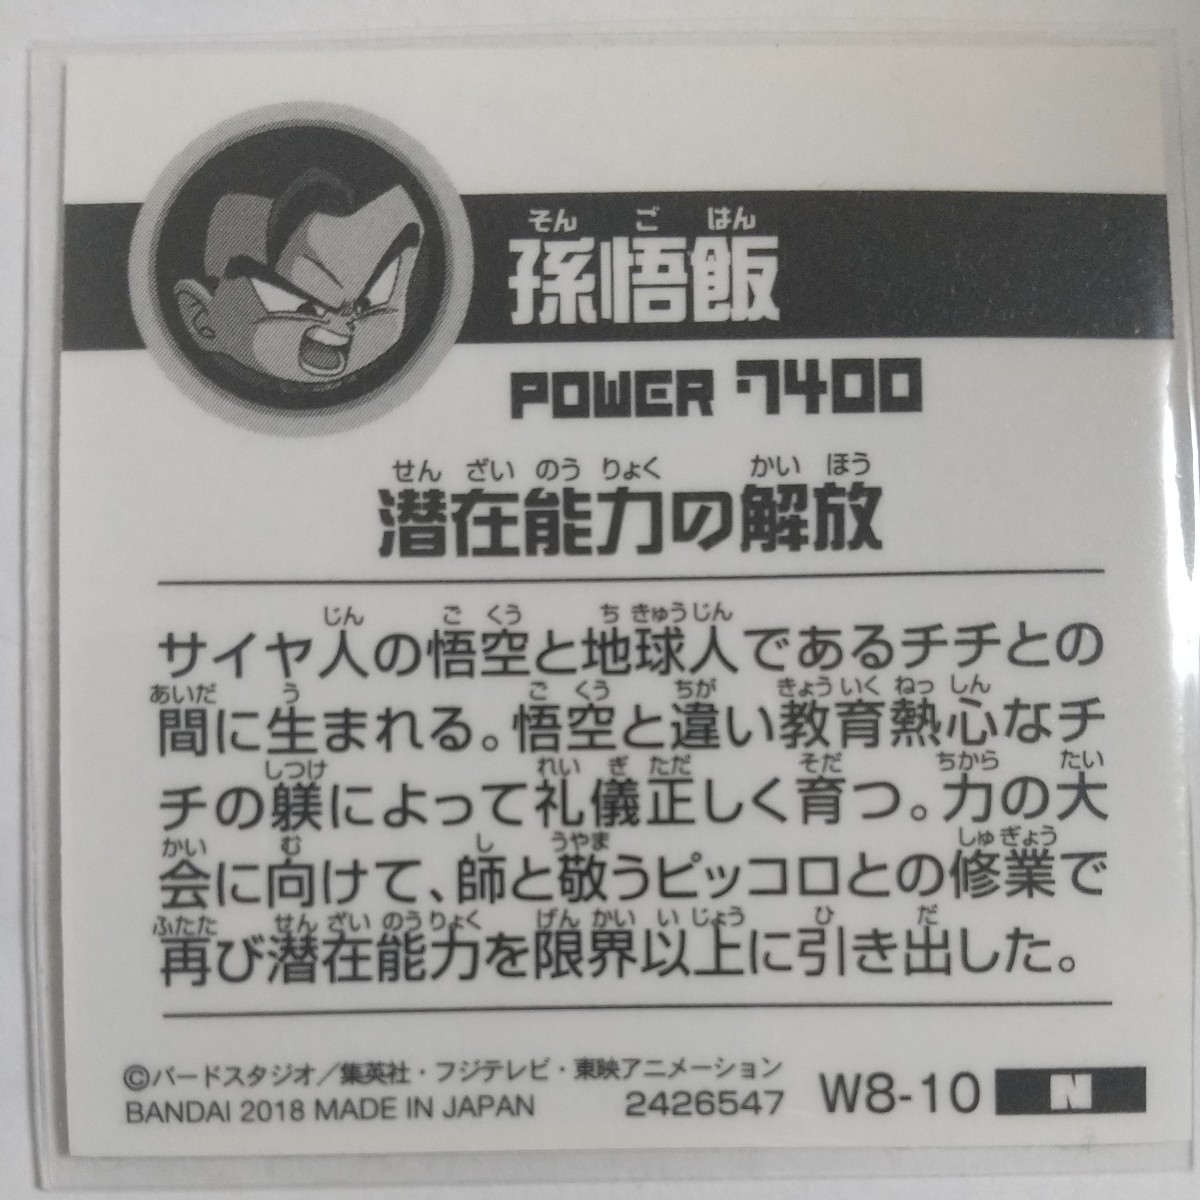 そん ご はん
孫悟飯
POWER 7400
せん ざい のう りょく かい ほう
潜在能力の解放
じん ご くう ち きゅう じん
サイヤ人の悟空と地球人であるチチとの
あいだ う ご くう ちが きょう いく ねっ しん
間に生まれる。悟空と違い教育熱心なチ
しつけ れい ぎ ただ そだ ちから たい
チの躾によって礼儀正しく育つ。力の大
かい む し うやま しゅ ぎょう
会に向けて、師と敬うピッコロとの修業で
ふたた せん ざい のう りょく げん かい い じょう ひ だ
再び潜在能力を限界以上に引き出した。
©バードスタジオ/集英社・フジテレビ・東映アニメーション
BANDAI 2018 MADE IN JAPAN 2426547 W8-10 N